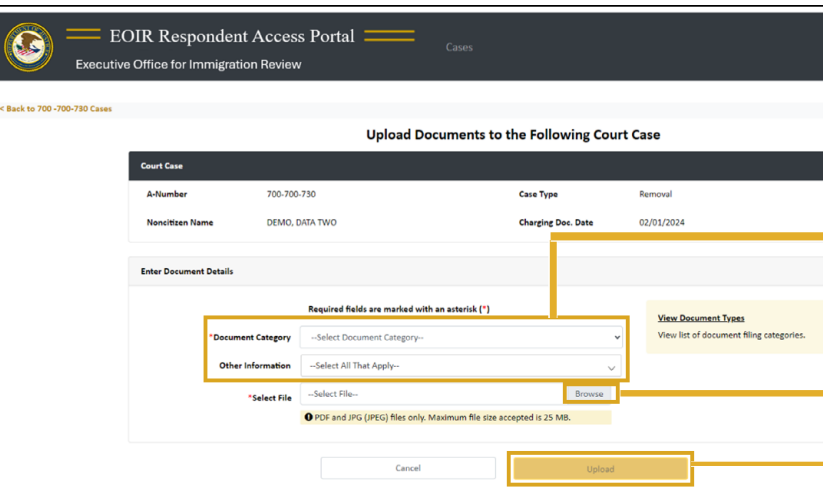 EOIR Respondent Access Portal
Cases
Executive Office for Immigration Review
< Back to 700 -700-730 Cases
Upload Documents to the Following Court Case
Court Case
A-Number 700-700-730 Case Type Removal
Noncitizen Name DEMO, DATA TWO Charging Doc. Date 02/01/2024
Enter Document Details
Required fields are marked with an asterisk (*)
*Document Category --Select Document Category--
View Document Types
View list of document filing categories.
Other Information --Select All That Apply--
*Select File --Select File-- Browse
PDF and JPG (JPEG) files only. Maximum file size accepted is 25 MB.
Cancel Upload